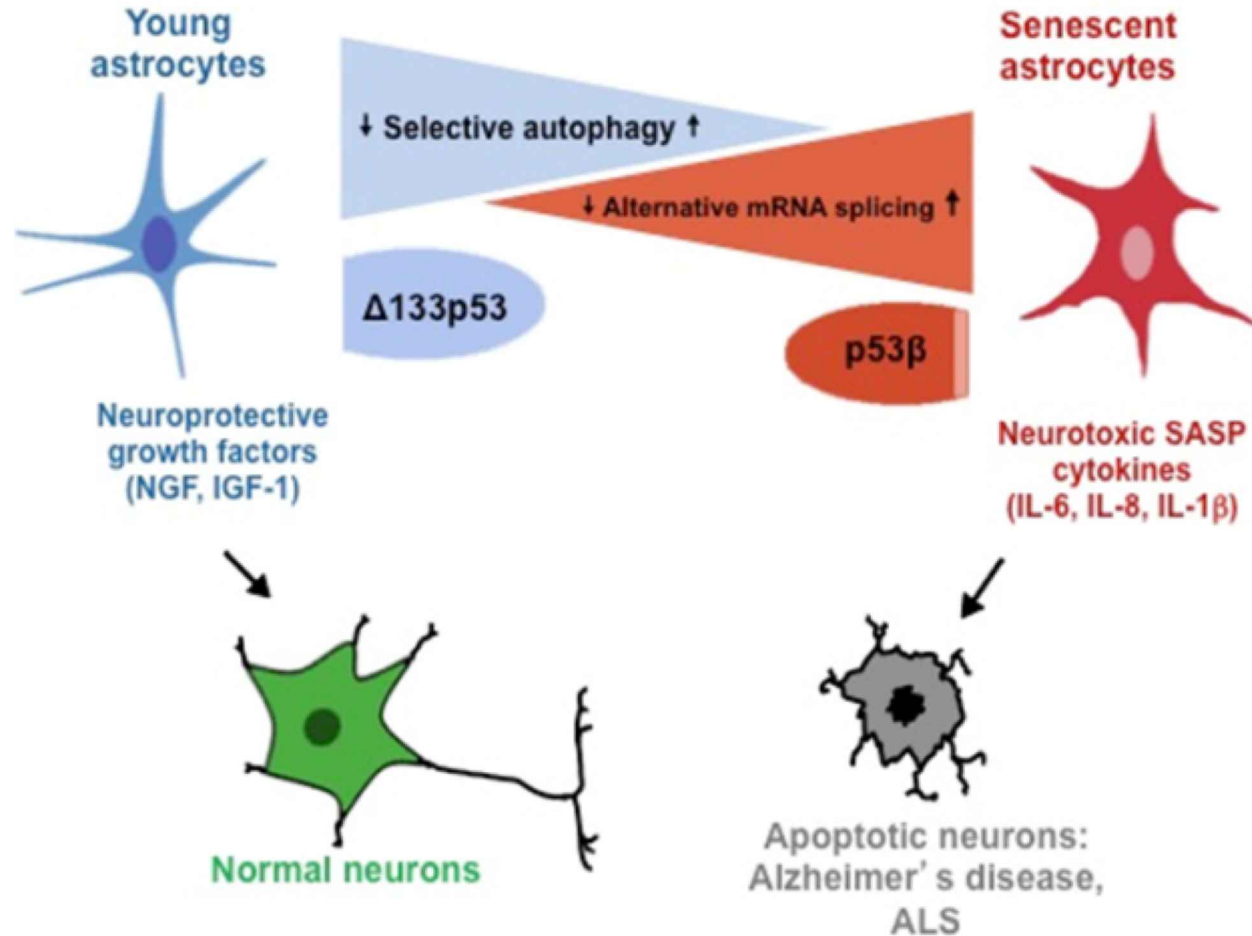 Young
astrocytes
Senescent
astrocytes
↓ Selective autophagy ↑
↓ Alternative mRNA splicing ↑
Δ133p53
p53β
Neuroprotective
growth factors
(NGF, IGF-1)
Neurotoxic SASP
cytokines
(IL-6, IL-8, IL-1β)
Normal neurons
Apoptotic neurons:
Alzheimer's disease,
ALS